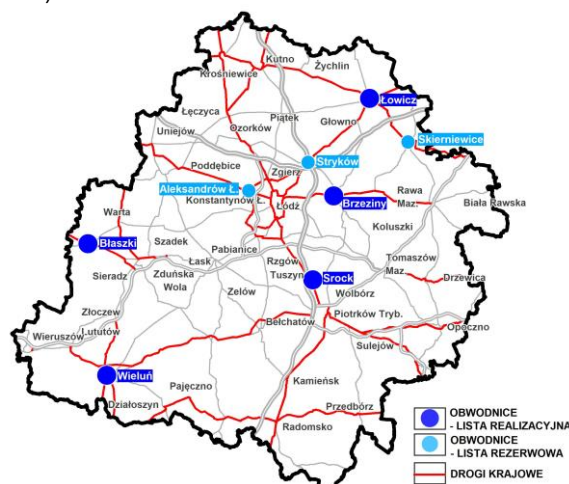 Kutno
Żychlin
Krośniewice
Łowicz
Łęczyca
Piątek
Głowno
Uniejów
Ozorków
Skierniewice
Stryków
Poddębice
Zgierz
Aleksandrów Ł.
Konstantynów Ł.
Łódź
Brzeziny
Rawa
Maz.
Biała Rawska
Warta
Koluszki
Błaszki
Szadek
Pabianice
Sieradz
Zduńska
Wola
Łask
Rzgów
Tuszyn
Srock
Tomaszów
Maz.
Drzewica
Zelów
Wolbórz
Złoczew
Bełchatów
Piotrków Tryb.
Opoczno
Wieruszów
Lututów
Sulejów
Wieluń
Pajęczno
Kamieńsk
Działoszyn
Przedbórz
Radomsko
OBWODNICE
- LISTA REALIZACYJNA
OBWODNICE
- LISTA REZERWOWA
DROGI KRAJOWE